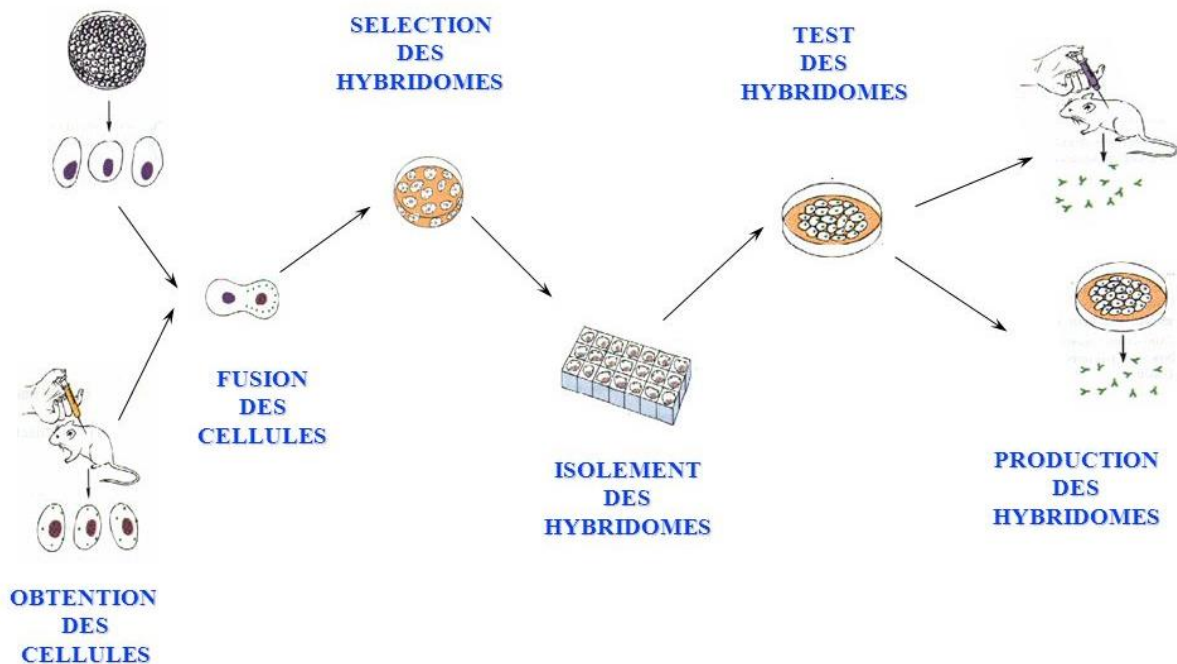 SELECTION
DES
HYBRIDOMES
TEST
DES
HYBRIDOMES
FUSION
DES
CELLULES
ISOLEMENT
DES
HYBRIDOMES
PRODUCTION
DES
HYBRIDOMES
OBTENTION
DES
CELLULES